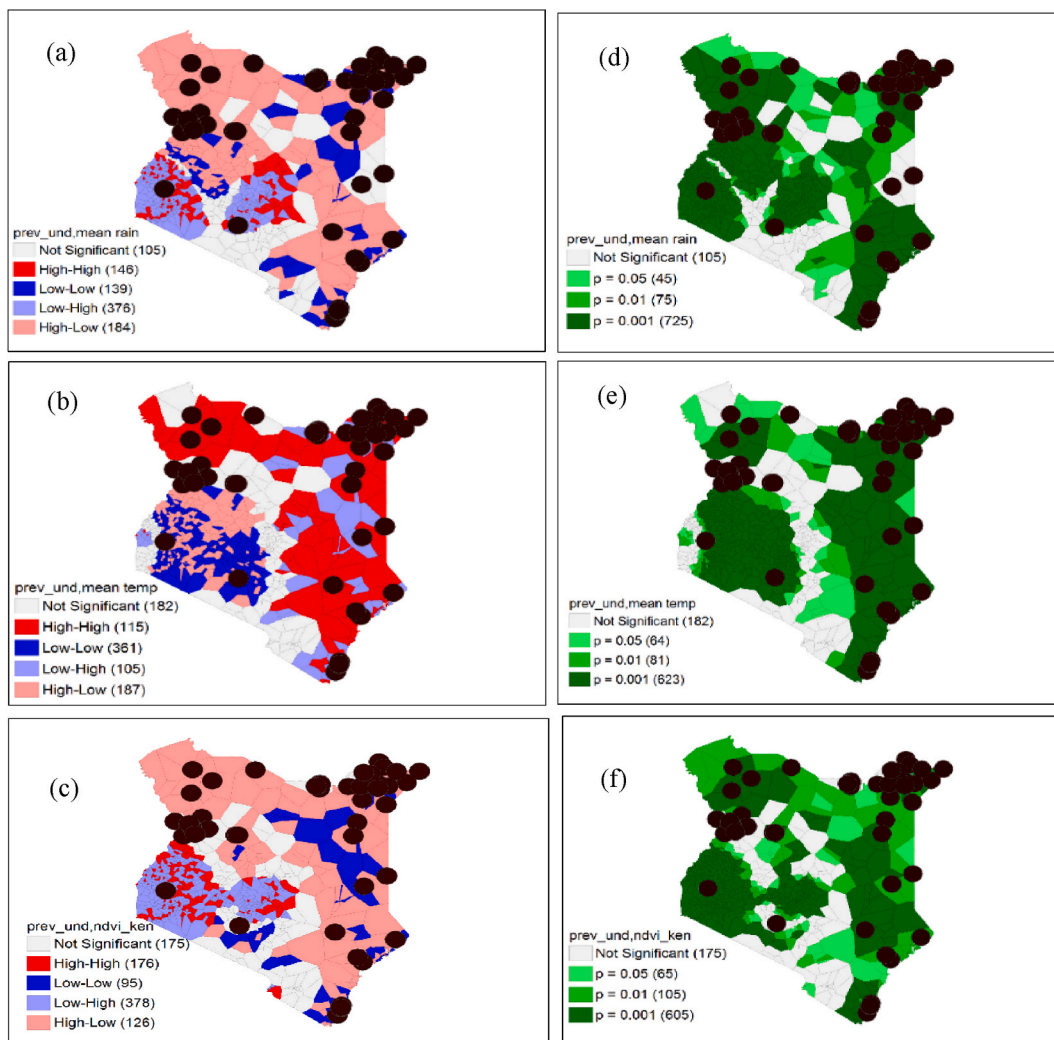 (a)
prev_und,mean rain
Not Significant (105)
High-High (146)
Low-Low (139)
Low-High (376)
High-Low (184)
(d)
prev_und,mean rain
Not Significant (105)
p = 0.05 (45)
p = 0.01 (75)
p = 0.001 (725)
(b)
prev_und,mean temp
Not Significant (182)
High-High (115)
Low-Low (361)
Low-High (105)
High-Low (187)
(e)
prev_und,mean temp
Not Significant (182)
p = 0.05 (64)
p = 0.01 (81)
p = 0.001 (623)
(c)
prev_und,ndvi_ken
Not Significant (175)
High-High (176)
Low-Low (95)
Low-High (378)
High-Low (126)
(f)
prev_und,ndvi_ken
Not Significant (175)
p = 0.05 (65)
p = 0.01 (105)
p = 0.001 (605)